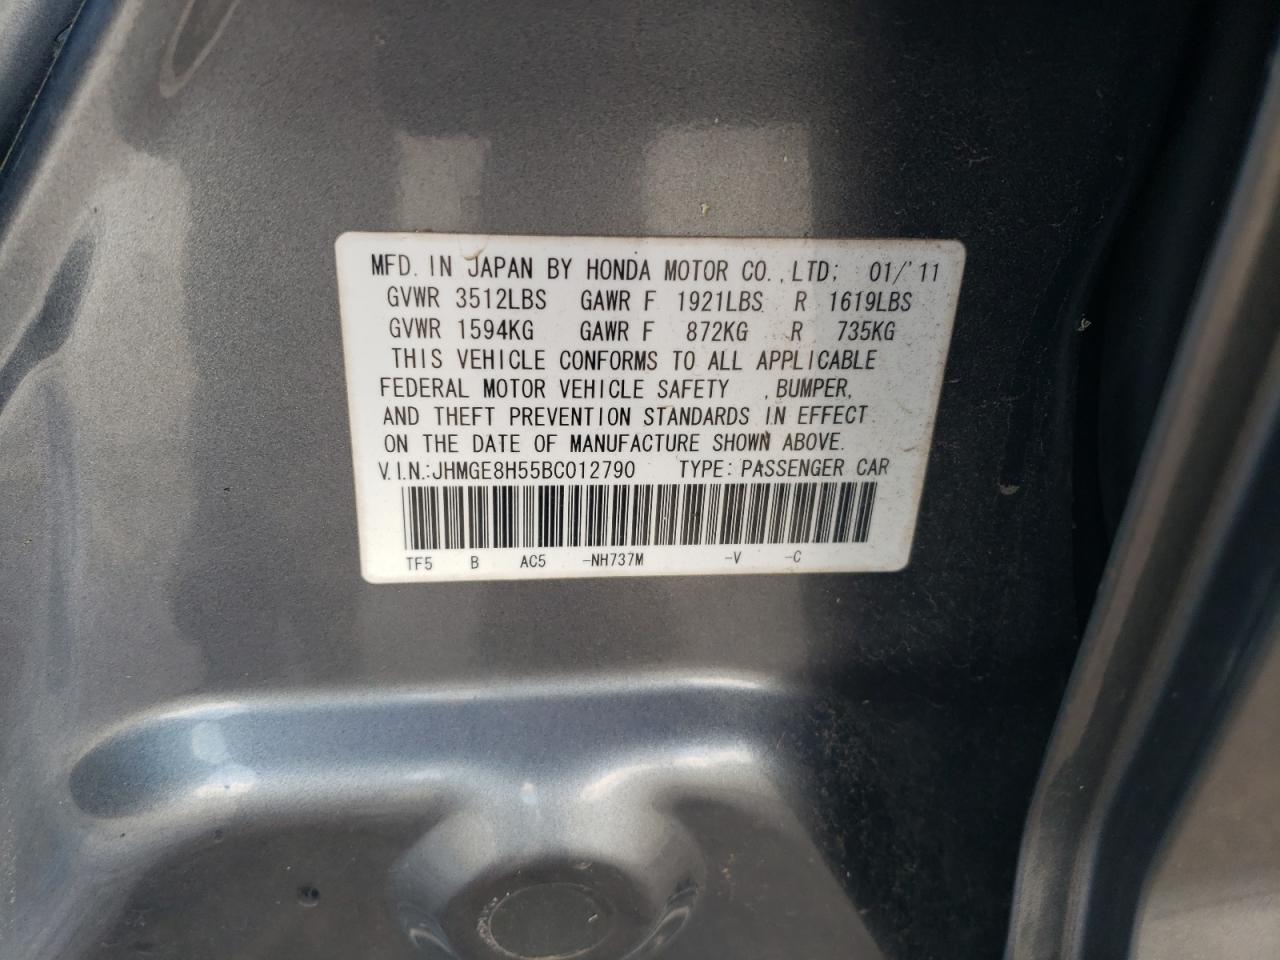 MFD. IN JAPAN BY HONDA MOTOR CO., LTD; 01/'11
GVWR 3512LBS GAWR F 1921LBS R 1619LBS
GVWR 1594KG GAWR F 872KG R 735KG
THIS VEHICLE CONFORMS TO ALL APPLICABLE
FEDERAL MOTOR VEHICLE SAFETY , BUMPER,
AND THEFT PREVENTION STANDARDS IN EFFECT
ON THE DATE OF MANUFACTURE SHOWN ABOVE.
V.I.N.:JHMGE8H55BC012790 TYPE: PASSENGER CAR
TF5 B AC5 -NH737M -V -C